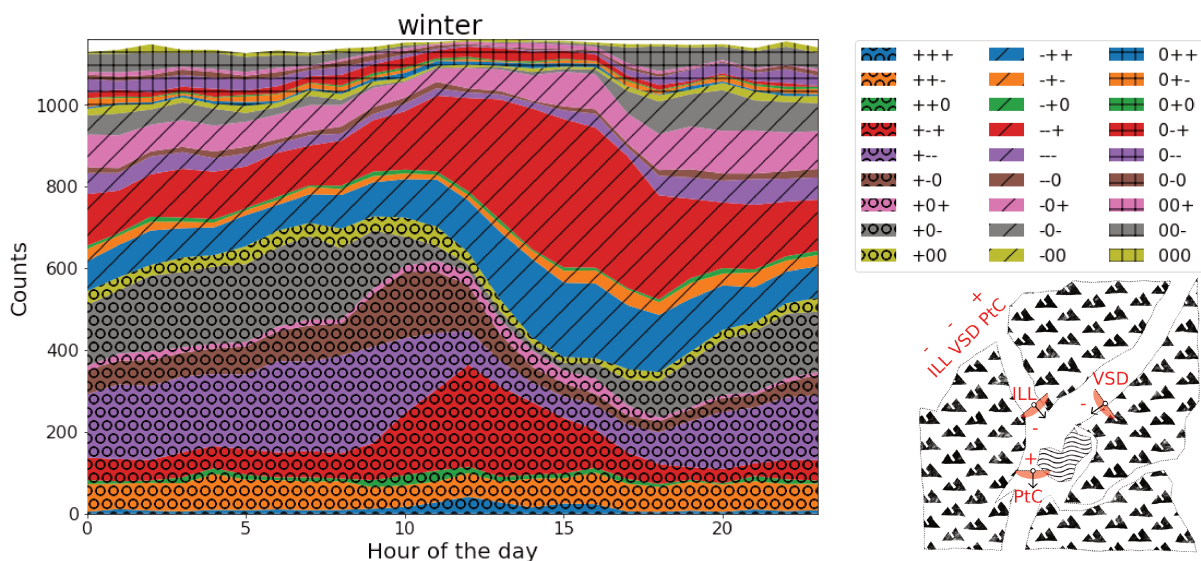 winter
1000
800
600
400
200
0
Counts
0 5 10 15 20
Hour of the day
+++ -++ 0++
++- -+- 0+-
++0 -+0 0+0
+-+ --+ 0-+
+-- --- 0--
+-0 --0 0-0
+0+ -0+ 00+
+0- -0- 00-
+00 -00 000
- - +
ILL VSD PtC
ILL
-
VSD
-
+
PtC